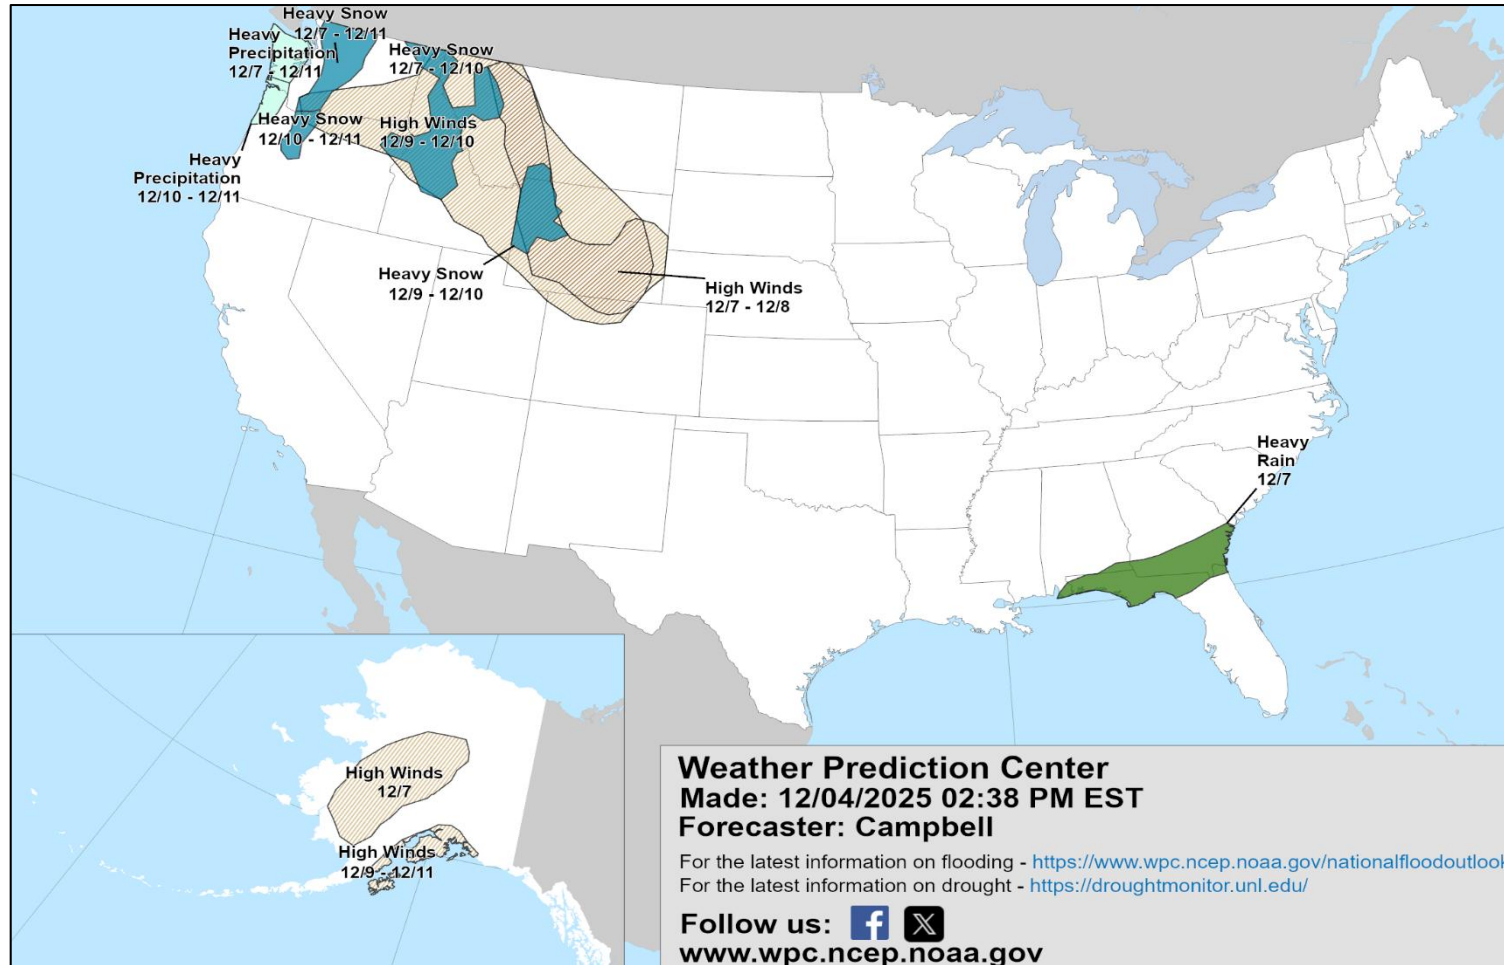 Heavy Snow
12/7 - 12/11
Heavy
Precipitation
12/7 - 12/11
Heavy Snow
12/7 - 12/10
Heavy Snow
12/10 - 12/11
High Winds
12/9 - 12/10
Heavy
Precipitation
12/10 - 12/11
Heavy Snow
12/9 - 12/10
High Winds
12/7 - 12/8
Heavy
Rain
12/7
High Winds
12/7
High Winds
12/9 - 12/11
Weather Prediction Center
Made: 12/04/2025 02:38 PM EST
Forecaster: Campbell
For the latest information on flooding - https://www.wpc.ncep.noaa.gov/nationalfloodoutlook
For the latest information on drought - https://droughtmonitor.unl.edu/
Follow us:
www.wpc.ncep.noaa.gov